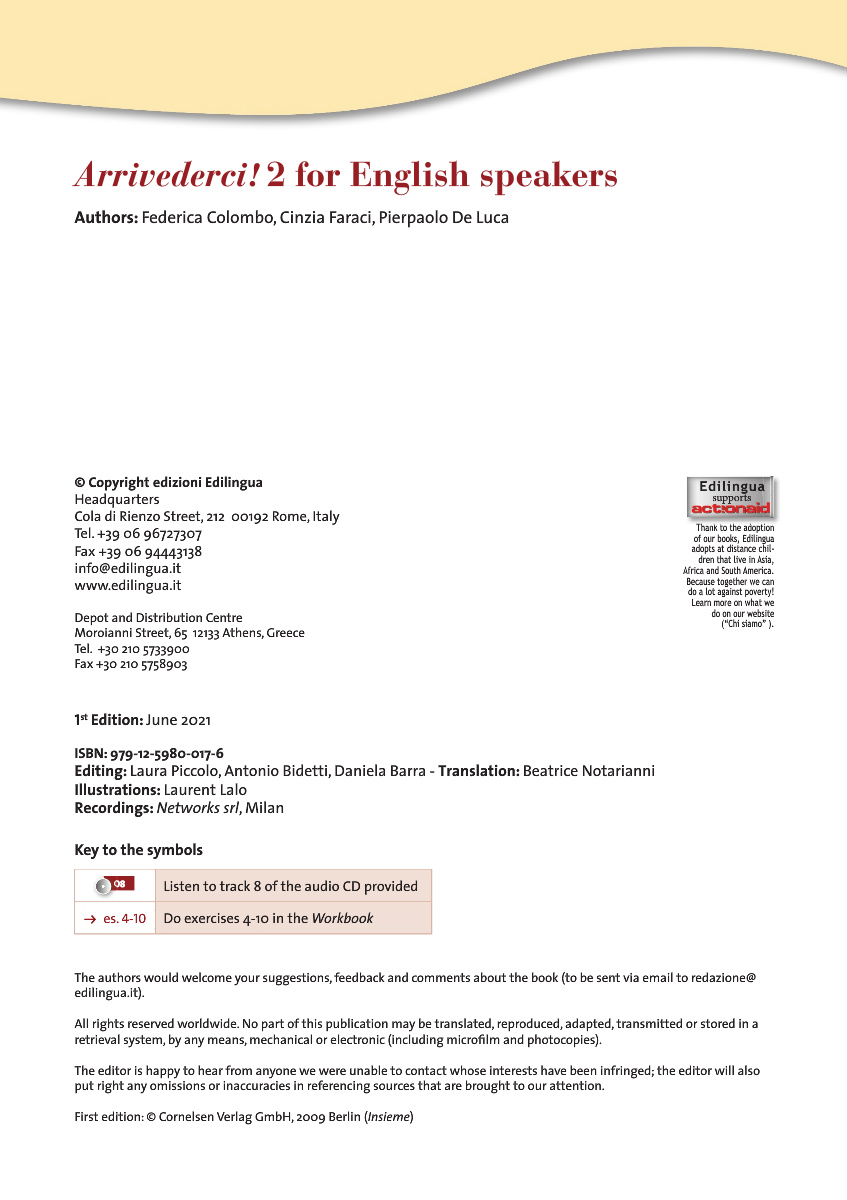 Arrivederci! 2 for English speakers
Authors: Federica Colombo, Cinzia Faraci, Pierpaolo De Luca
© Copyright edizioni Edilingua
Headquarters
Cola di Rienzo Street, 212 00192 Rome, Italy
Tel. +39 06 96727307
Fax +39 06 94443138
info@edilingua.it
www.edilingua.it
Depot and Distribution Centre
Moroianni Street, 65 12133 Athens, Greece
Tel. +30 210 5733900
Fax +30 210 5758903
Edilingua
supports
actionaid
Thank to the adoption
of our books, Edilingua
adopts at distance chil-
dren that live in Asia,
Africa and South America.
Because together we can
do a lot against poverty!
Learn more on what we
do on our website
("Chi siamo" ).
1st Edition: June 2021
ISBN: 979-12-5980-017-6
Editing: Laura Piccolo, Antonio Bidetti, Daniela Barra - Translation: Beatrice Notarianni
Illustrations: Laurent Lalo
Recordings: Networks srl, Milan
Key to the symbols
08 Listen to track 8 of the audio CD provided
→ es. 4-10 Do exercises 4-10 in the Workbook
The authors would welcome your suggestions, feedback and comments about the book (to be sent via email to redazione@
edilingua.it).
All rights reserved worldwide. No part of this publication may be translated, reproduced, adapted, transmitted or stored in a
retrieval system, by any means, mechanical or electronic (including microfilm and photocopies).
The editor is happy to hear from anyone we were unable to contact whose interests have been infringed; the editor will also
put right any omissions or inaccuracies in referencing sources that are brought to our attention.
First edition: © Cornelsen Verlag GmbH, 2009 Berlin (Insieme)